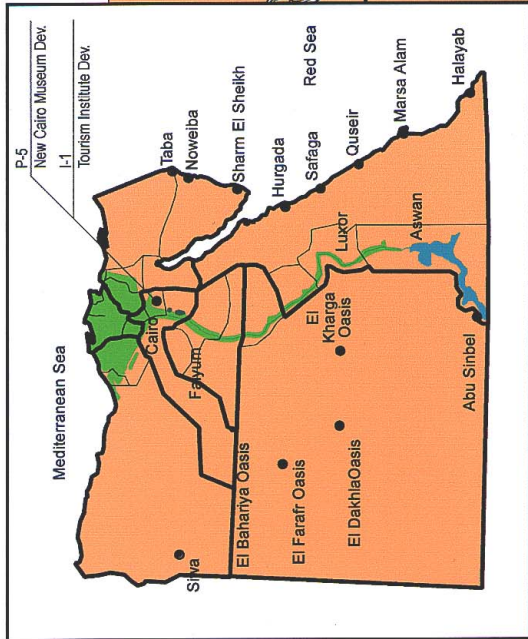 P-5
New Cairo Museum Dev.
I-1
Tourism Institute Dev.
Mediterranean Sea
Taba
Noweiba
Cairo
Sharm El Sheikh
Faiyum
Siwa
Red Sea
Hurgada
El Bahariya Oasis
Safaga
El Farafr Oasis
Quseir
Luxor
El
Kharga
Oasis
El DakhlaOasis
Marsa Alam
Aswan
Halayab
Abu Sinbel